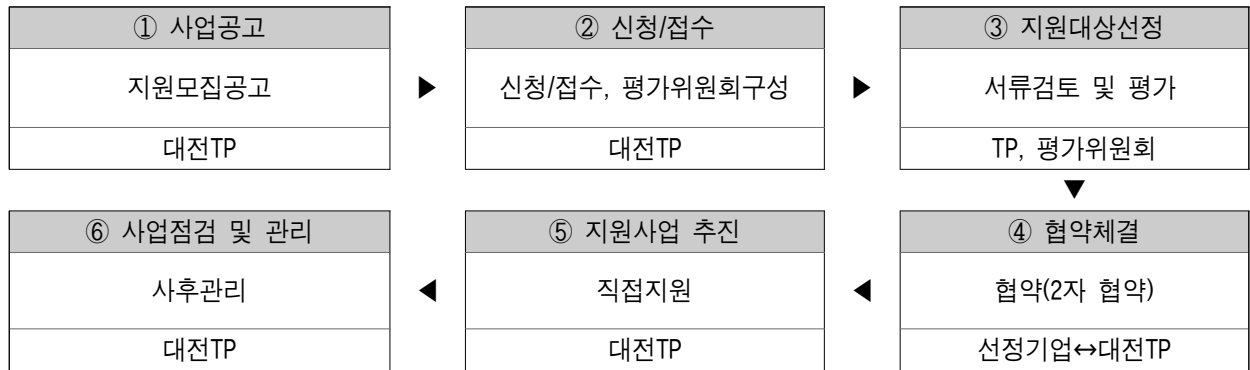 ① 사업공고
지원모집공고
대전TP
▶
② 신청/접수
신청/접수, 평가위원회구성
대전TP
▶
③ 지원대상선정
서류검토 및 평가
TP, 평가위원회
▼
④ 협약체결
협약(2자 협약)
선정기업↔대전TP
◀
⑤ 지원사업 추진
직접지원
대전TP
◀
⑥ 사업점검 및 관리
사후관리
대전TP